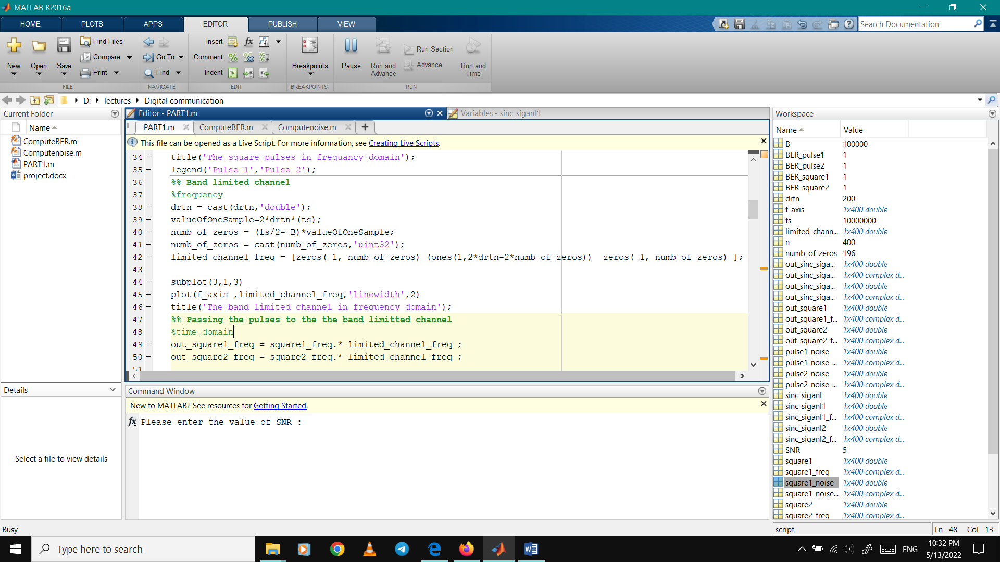 MATLAB R2016a
HOME PLOTS APPS EDITOR PUBLISH VIEW
Search Documentation
New Open Save
Find Files
Compare
Print
Go To
Find
Insert
Comment
Indent
Breakpoints
Pause
Run and Advance
Run Section
Advance
Run and Time
FILE NAVIGATE EDIT BREAKPOINTS RUN
D: lectures Digital communication
Current Folder
Name
ComputeBER.m
Computenoise.m
PART1.m
project.docx
Details
Select a file to view details
Editor - PART1.m
Variables - sinc_siganl1
PART1.m ComputeBER.m Computenoise.m
This file can be opened as a Live Script. For more information, see Creating Live Scripts.
34 title('The square pulses in frequancy domain');
35 legend('Pulse 1','Pulse 2');
36 %% Band limited channel
37 %frequency
38 drtn = cast(drtn,'double');
39 valueOfOneSample=2*drtn*(ts);
40 numb_of_zeros = (fs/2- B)*valueOfOneSample;
41 numb_of_zeros = cast(numb_of_zeros,'uint32');
42 limited_channel_freq = [zeros( 1, numb_of_zeros) (ones(1,2*drtn-2*numb_of_zeros))  zeros( 1, numb_of_zeros) ];
43
44 subplot(3,1,3)
45 plot(f_axis ,limited_channel_freq,'linewidth',2)
46 title('The band limited channel in frequency domain');
47 %% Passing the pulses to the the band limitted channel
48 %time domain
49 out_square1_freq = square1_freq.* limited_channel_freq ;
50 out_square2_freq = square2_freq.* limited_channel_freq ;
51
Command Window
New to MATLAB? See resources for Getting Started.
fx Please enter the value of SNR :
Workspace
Name Value
B 100000
BER_pulse1 1
BER_pulse2 1
BER_square1 1
BER_square2 1
drtn 200
f_axis 1x400 double
fs 10000000
limited_chann... 1x400 double
n 400
numb_of_zeros 196
out_sinc_siga... 1x400 double
out_sinc_siga... 1x400 complex d...
out_sinc_siga... 1x400 double
out_sinc_siga... 1x400 complex d...
out_square1 1x400 double
out_square1_f... 1x400 complex d...
out_square2 1x400 double
out_square2_f... 1x400 complex d...
pulse1_noise 1x400 double
pulse1_noise_... 1x400 complex d...
pulse2_noise 1x400 double
pulse2_noise_... 1x400 complex d...
sinc_siganl 1x400 double
sinc_siganl1 1x400 double
sinc_siganl1_f... 1x400 complex d...
sinc_siganl2 1x400 double
sinc_siganl2_f... 1x400 complex d...
SNR 5
square1 1x400 double
square1_freq 1x400 complex d...
square1_noise 1x400 double
square1_noise... 1x400 complex d...
square2 1x400 double
square2_freq 1x400 complex d...
Busy
script Ln 48 Col 13
Type here to search
ENG
10:32 PM
5/13/2022